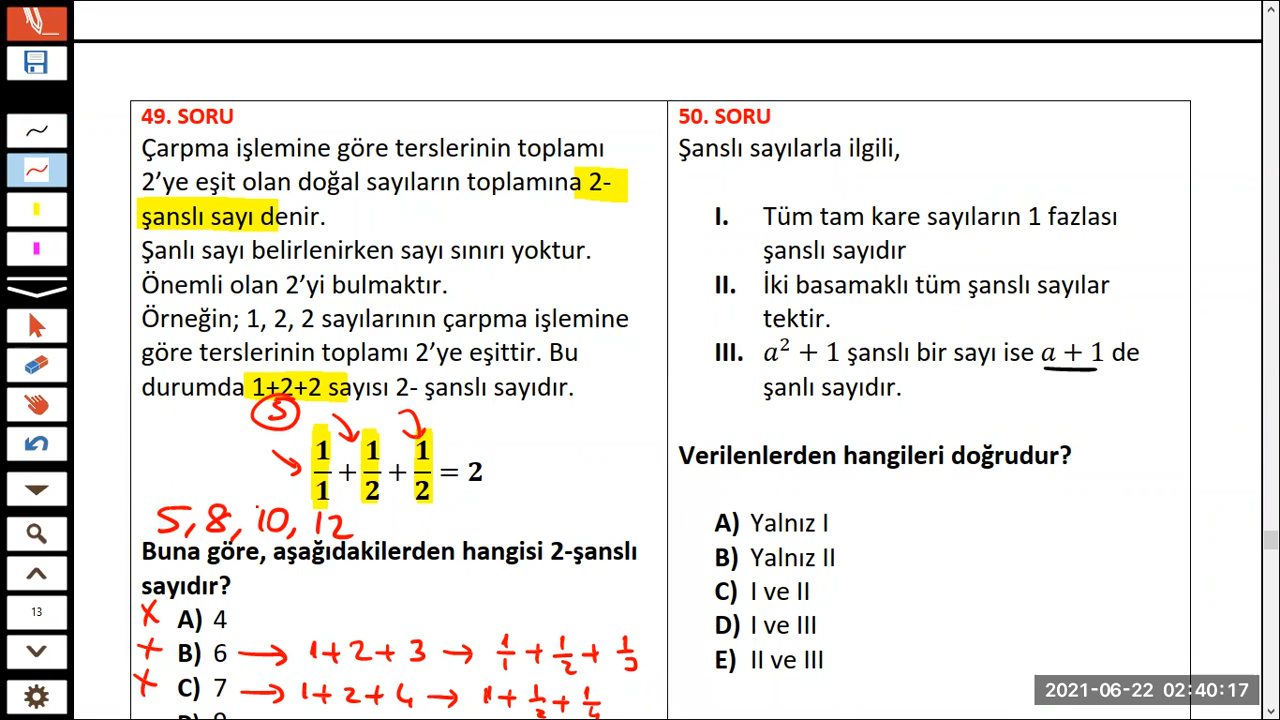 49. SORU
Çarpma işlemine göre terslerinin toplamı
2’ye eşit olan doğal sayıların toplamına 2-
şanslı sayı denir.
Şanlı sayı belirlenirken sayı sınırı yoktur.
Önemli olan 2’yi bulmaktır.
Örneğin; 1, 2, 2 sayılarının çarpma işlemine
göre terslerinin toplamı 2’ye eşittir. Bu
durumda 1+2+2 sayısı 2- şanslı sayıdır.
5
1/1 + 1/2 + 1/2 = 2
5, 8, 10, 12
Buna göre, aşağıdakilerden hangisi 2-şanslı
sayıdır?
x A) 4
x B) 6 → 1+2+3 → 1/1 + 1/2 + 1/3
x C) 7 → 1+2+4 → 1 + 1/2 + 1/4
50. SORU
Şanslı sayılarla ilgili,
I. Tüm tam kare sayıların 1 fazlası
şanslı sayıdır
II. İki basamaklı tüm şanslı sayılar
tektir.
III. a² + 1 şanslı bir sayı ise a + 1 de
şanlı sayıdır.
Verilenlerden hangileri doğrudur?
A) Yalnız I
B) Yalnız II
C) I ve II
D) I ve III
E) II ve III
13
2021-06-22 02:40:17